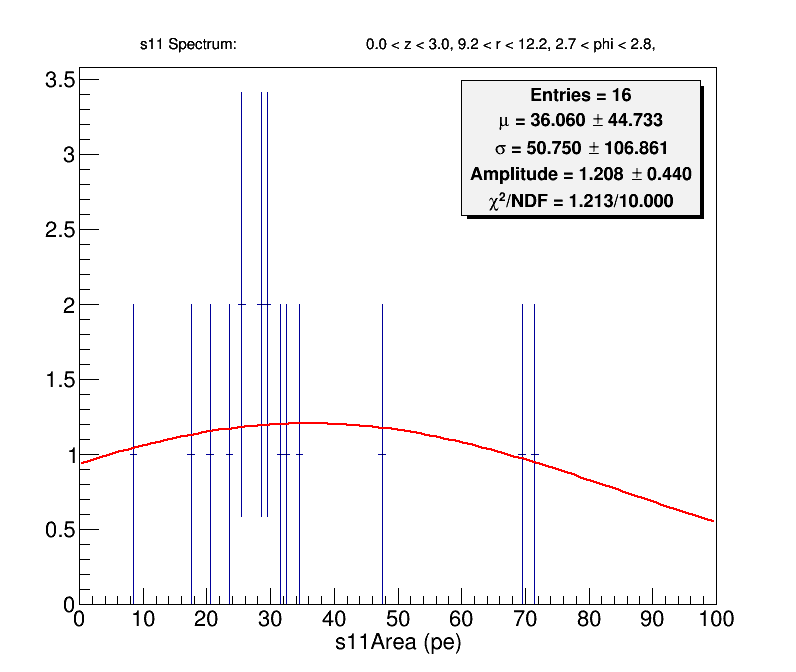 s11 Spectrum: 0.0 < z < 3.0, 9.2 < r < 12.2, 2.7 < phi < 2.8,
Entries = 16
μ = 36.060 ± 44.733
σ = 50.750 ± 106.861
Amplitude = 1.208 ± 0.440
χ²/NDF = 1.213/10.000
3.5
3
2.5
2
1.5
1
0.5
0
0 10 20 30 40 50 60 70 80 90 100
s11Area (pe)